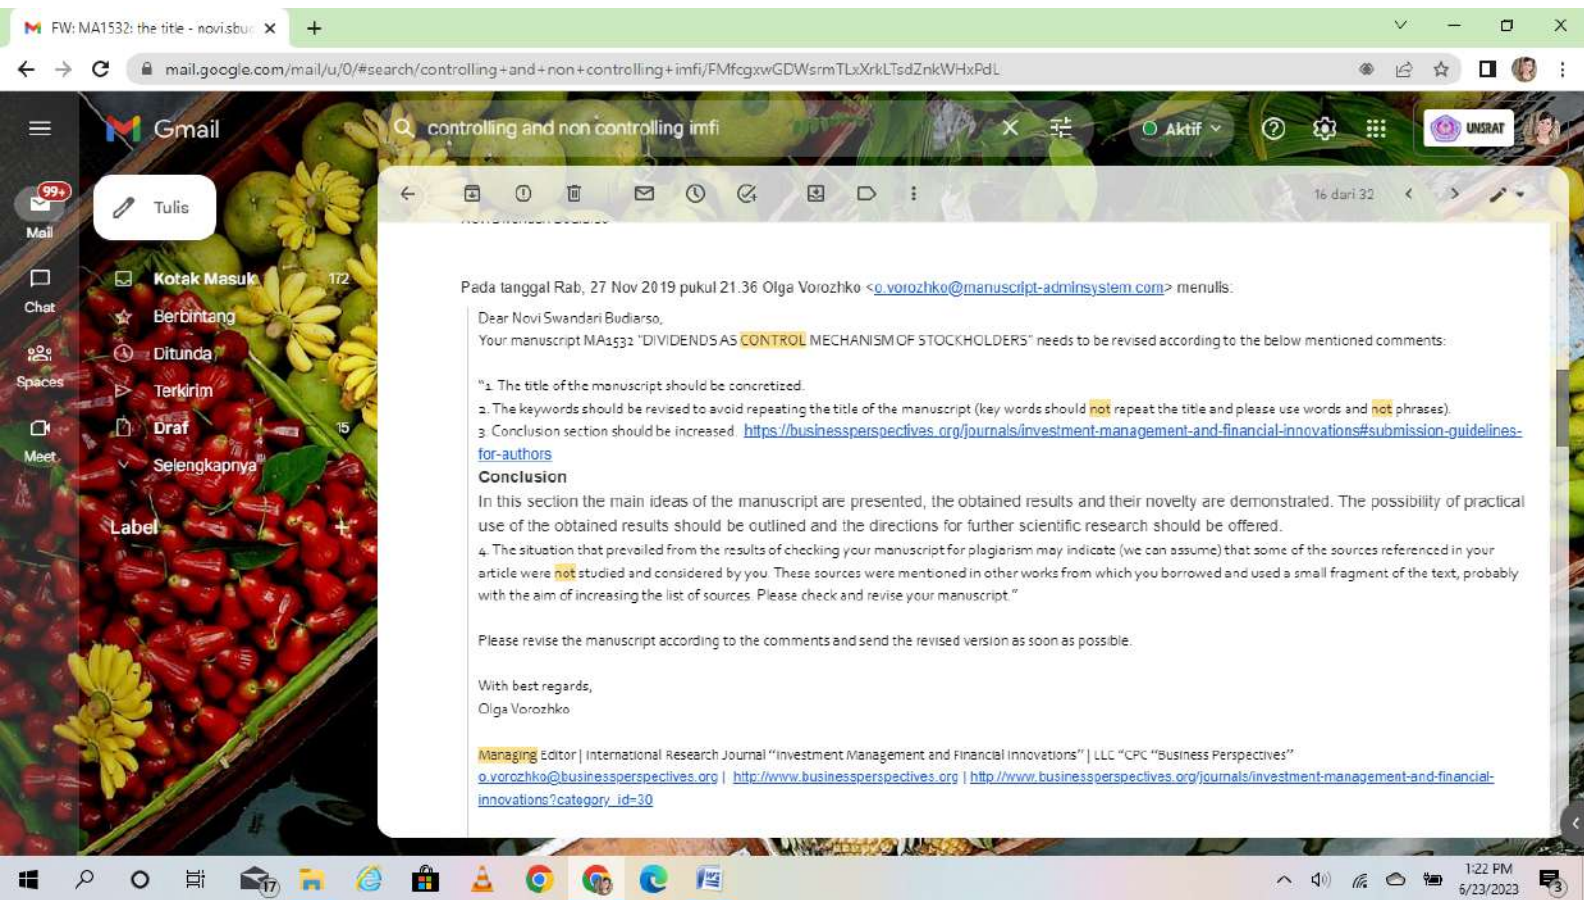 FW: MA1532: the title - novi.sbud
mail.google.com/mail/u/0/#search/controlling+and+non+controlling+imfi/FMfcgxwGDWsrmTLxXrkLTsdZnkWHxPdL
Gmail
controlling and non controlling imfi
Aktif
UNSRAT
99+
Mail
Chat
Spaces
Meet
Tulis
Kotak Masuk 172
Berbintang
Ditunda
Terkirim
Draf 15
Selengkapnya
Label
16 dari 32
Pada tanggal Rab, 27 Nov 2019 pukul 21.36 Olga Vorozhko <o.vorozhko@manuscript-adminsystem.com> menulis:
Dear Novi Swandari Budiarso,
Your manuscript MA1532 "DIVIDENDS AS CONTROL MECHANISM OF STOCKHOLDERS" needs to be revised according to the below mentioned comments:
"1. The title of the manuscript should be concretized.
2. The keywords should be revised to avoid repeating the title of the manuscript (key words should not repeat the title and please use words and not phrases).
3. Conclusion section should be increased. https://businessperspectives.org/journals/investment-management-and-financial-innovations#submission-guidelines-
for-authors
Conclusion
In this section the main ideas of the manuscript are presented, the obtained results and their novelty are demonstrated. The possibility of practical
use of the obtained results should be outlined and the directions for further scientific research should be offered.
4. The situation that prevailed from the results of checking your manuscript for plagiarism may indicate (we can assume) that some of the sources referenced in your
article were not studied and considered by you. These sources were mentioned in other works from which you borrowed and used a small fragment of the text, probably
with the aim of increasing the list of sources. Please check and revise your manuscript."
Please revise the manuscript according to the comments and send the revised version as soon as possible.
With best regards,
Olga Vorozhko
Managing Editor | International Research Journal "Investment Management and Financial Innovations" | LLC "CPC "Business Perspectives"
o.vorozhko@businessperspectives.org | http://www.businessperspectives.org | http://www.businessperspectives.org/journals/investment-management-and-financial-
innovations?category_id=30
17
1:22 PM
6/23/2023
3